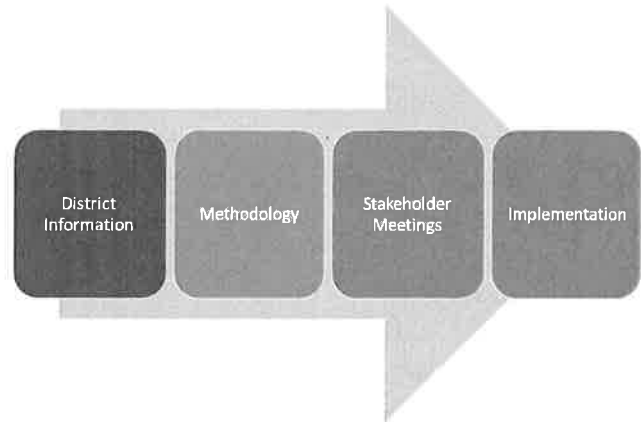 District
Information
Methodology
Stakeholder
Meetings
Implementation